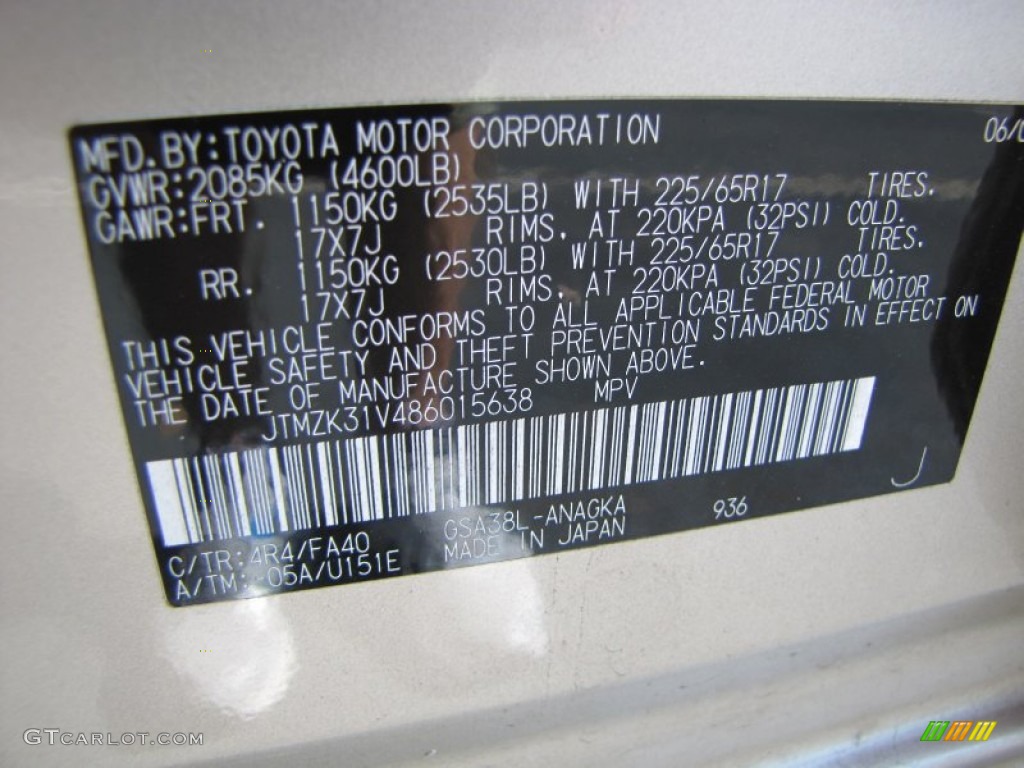 MFD. BY: TOYOTA MOTOR CORPORATION 06/0
GVWR: 2085KG (4600LB)
GAWR: FRT. 1150KG (2535LB) WITH 225/65R17 TIRES.
17X7J RIMS, AT 220KPA (32PSI) COLD.
RR. 1150KG (2530LB) WITH 225/65R17 TIRES.
17X7J RIMS, AT 220KPA (32PSI) COLD.
THIS VEHICLE CONFORMS TO ALL APPLICABLE FEDERAL MOTOR
VEHICLE SAFETY AND THEFT PREVENTION STANDARDS IN EFFECT ON
THE DATE OF MANUFACTURE SHOWN ABOVE.
JTMZK31V486015638 MPV
J
C/TR: 4R4/FA40 GSA38L-ANAGKA 936
A/TM: -05A/U151E MADE IN JAPAN
GTCARLOT.COM